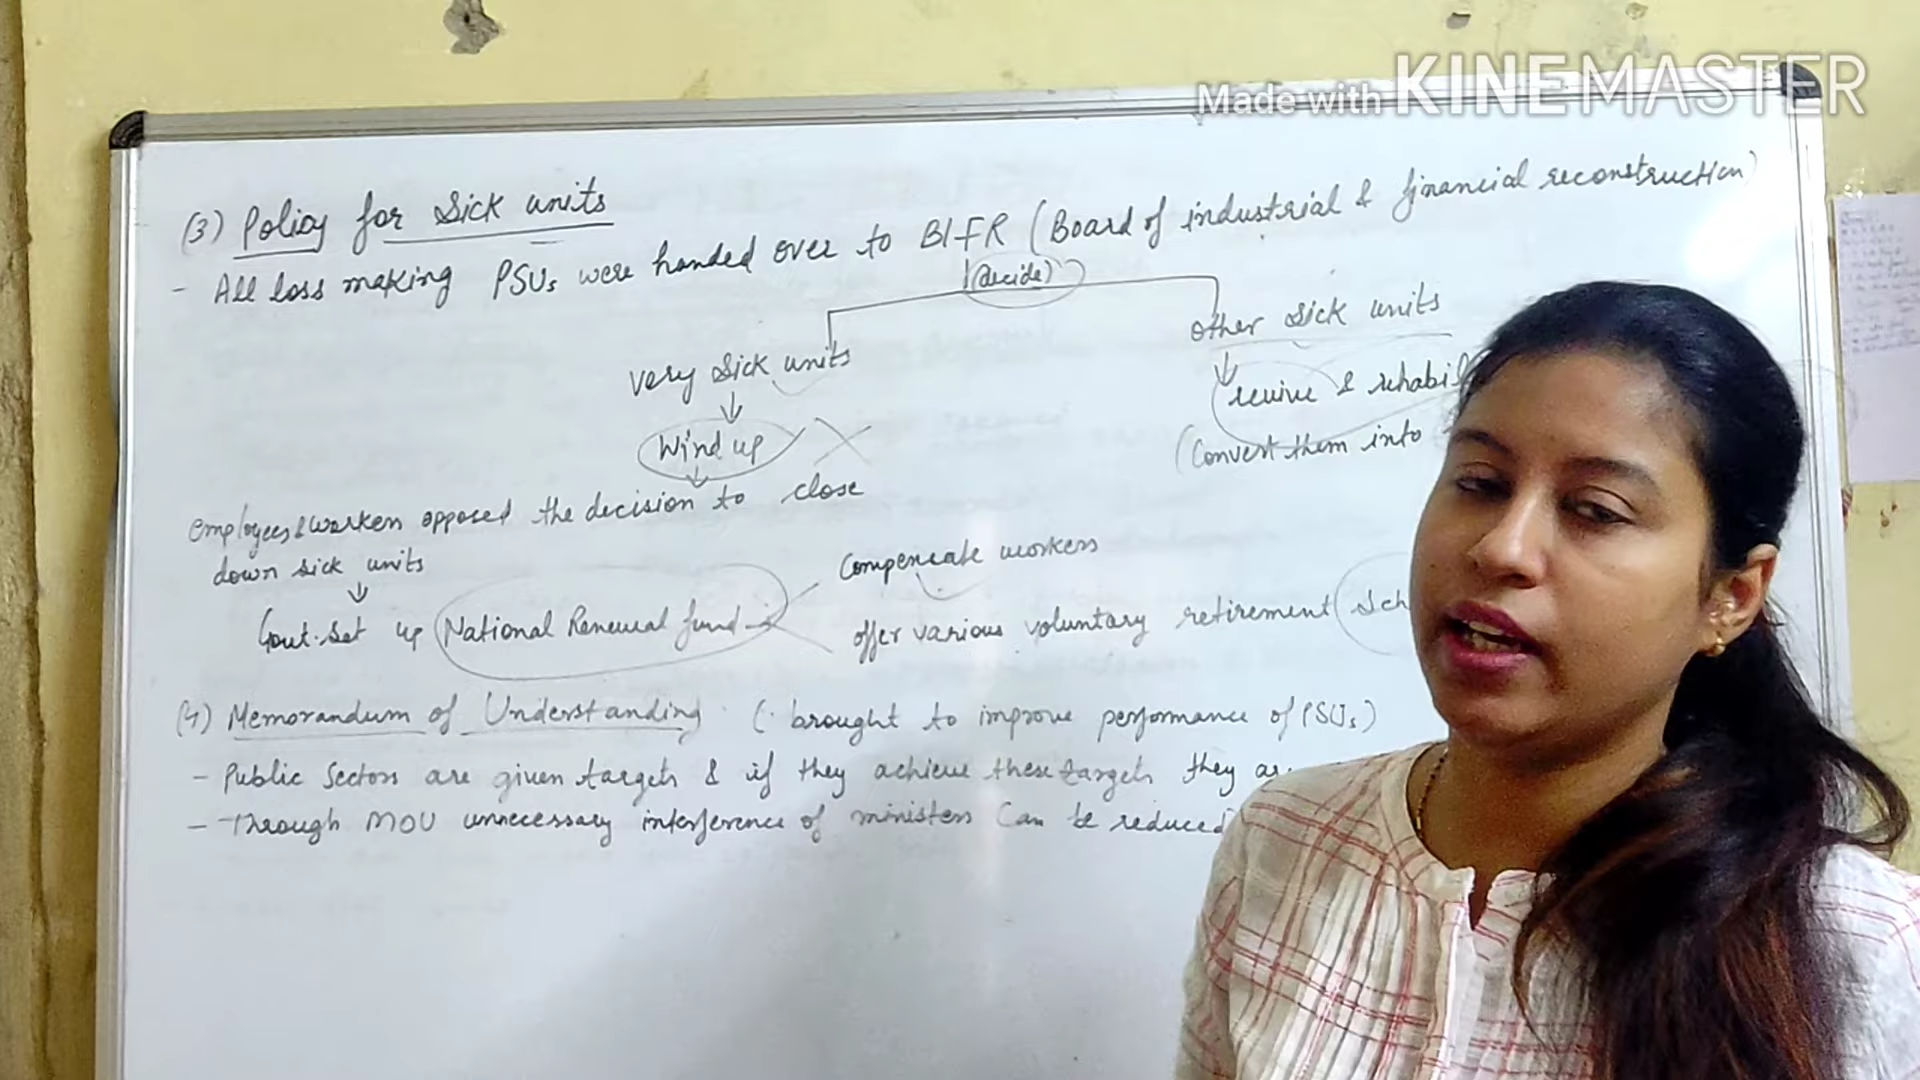 Made with KINEMASTER
(3) Policy for Sick units
- All loss making PSUs were handed over to BIFR (Board of industrial & financial reconstruction)
(decide)
very sick units
other sick units
Wind up
revive & rehabil
(Convert them into
employees & workers opposed the decision to close
down sick units
Govt. set up National Renewal fund
Compensate workers
offer various voluntary retirement Sch
(4) Memorandum of Understanding (brought to improve performance of PSUs)
- Public Sectors are given targets & if they achieve these targets they ar
- Through MOU unnecessary interference of ministers Can be reduced